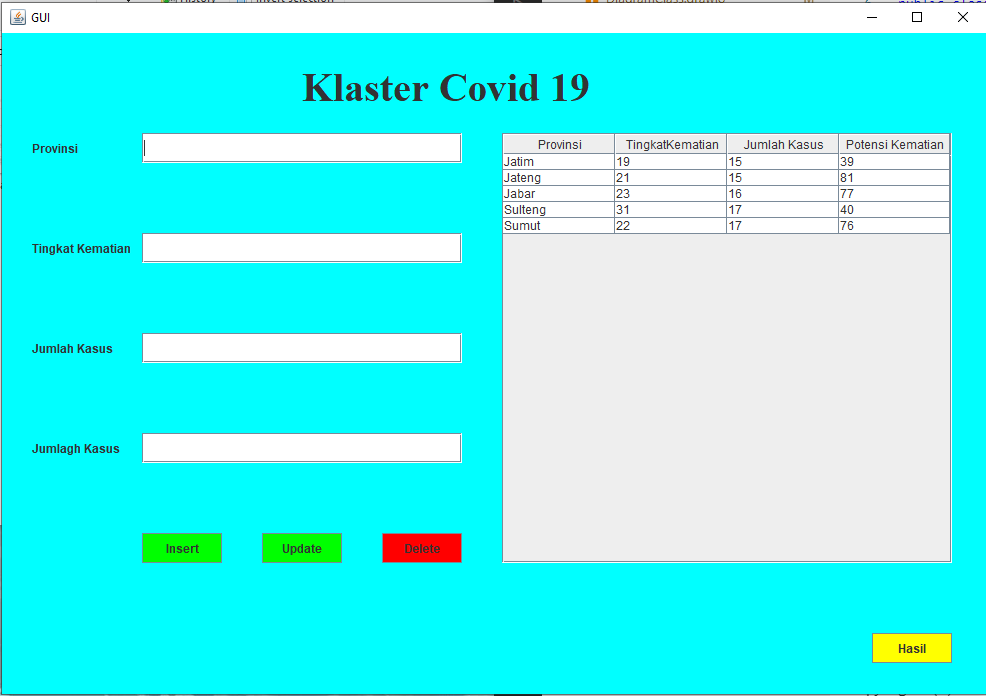 GUI
Klaster Covid 19
Provinsi
Tingkat Kematian
Jumlah Kasus
Jumlagh Kasus
Insert Update Delete
Provinsi TingkatKematian Jumlah Kasus Potensi Kematian
Jatim 19 15 39
Jateng 21 15 81
Jabar 23 16 77
Sulteng 31 17 40
Sumut 22 17 76
Hasil